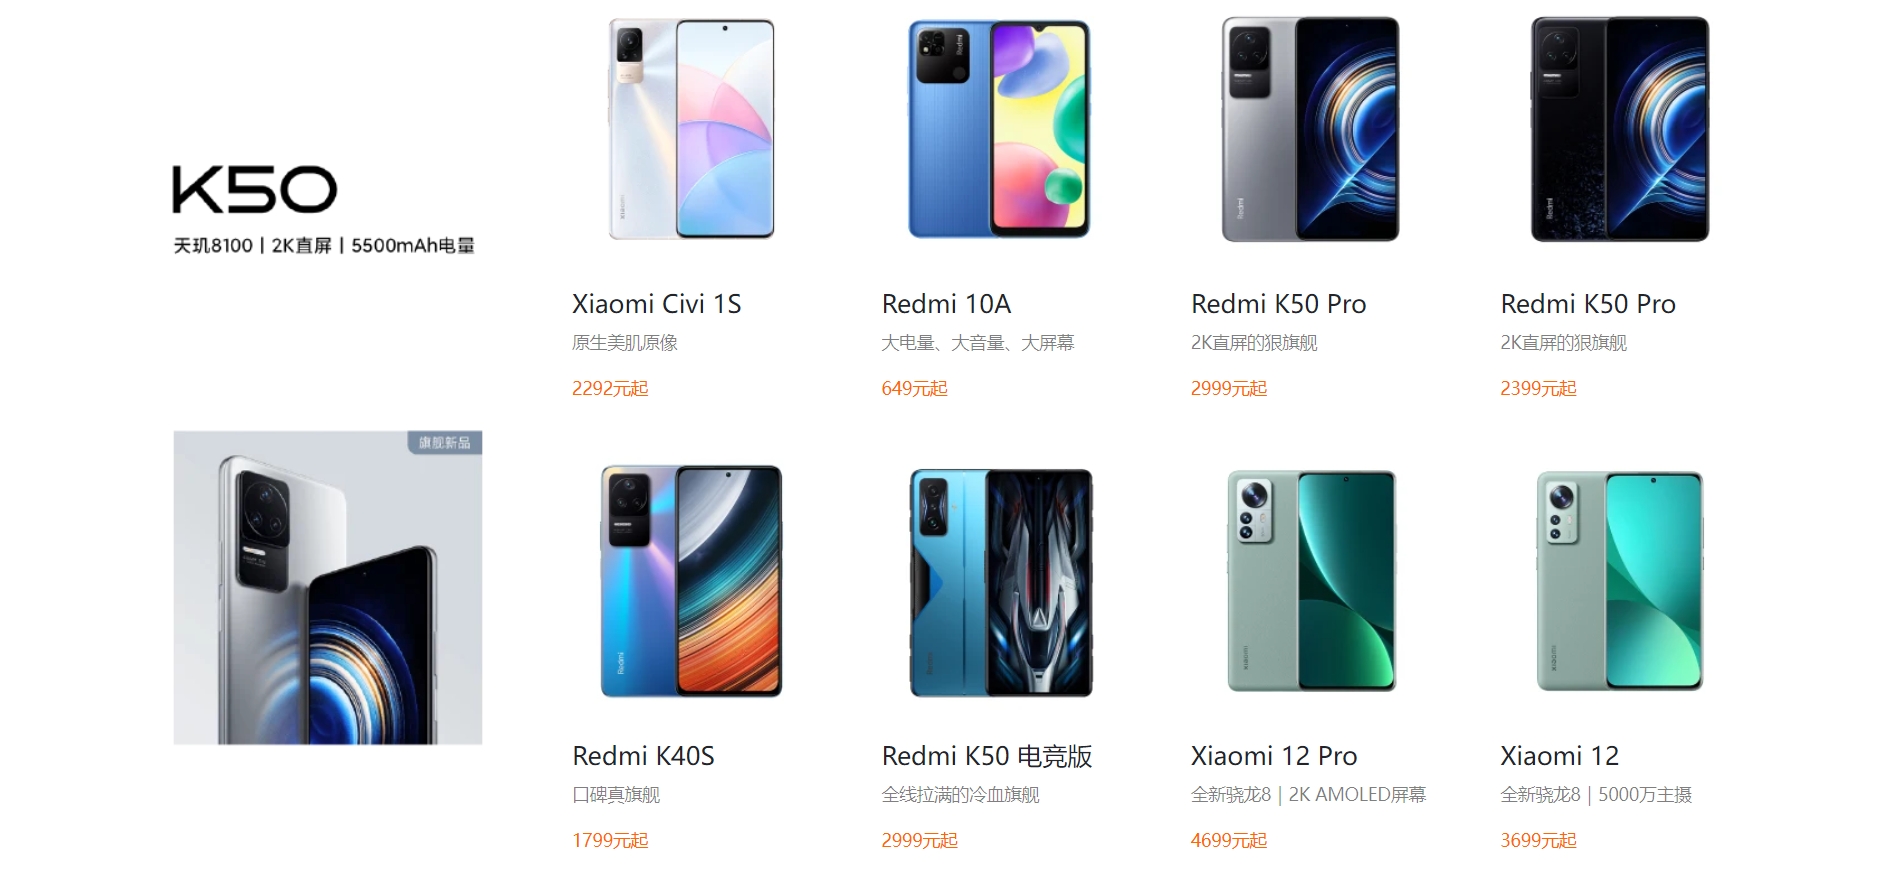 K50
天玑8100 | 2K直屏 | 5500mAh电量
旗舰新品
Xiaomi Civi 1S
原生美肌原像
2292元起
Redmi 10A
大电量、大音量、大屏幕
649元起
Redmi K50 Pro
2K直屏的狠旗舰
2999元起
Redmi K50 Pro
2K直屏的狠旗舰
2399元起
Redmi K40S
口碑真旗舰
1799元起
Redmi K50 电竞版
全线拉满的冷血旗舰
2999元起
Xiaomi 12 Pro
全新骁龙8 | 2K AMOLED屏幕
4699元起
Xiaomi 12
全新骁龙8 | 5000万主摄
3699元起
xiaomi
Redmi
Redmi
Redmi
Redmi
Redmi
xiaomi
xiaomi